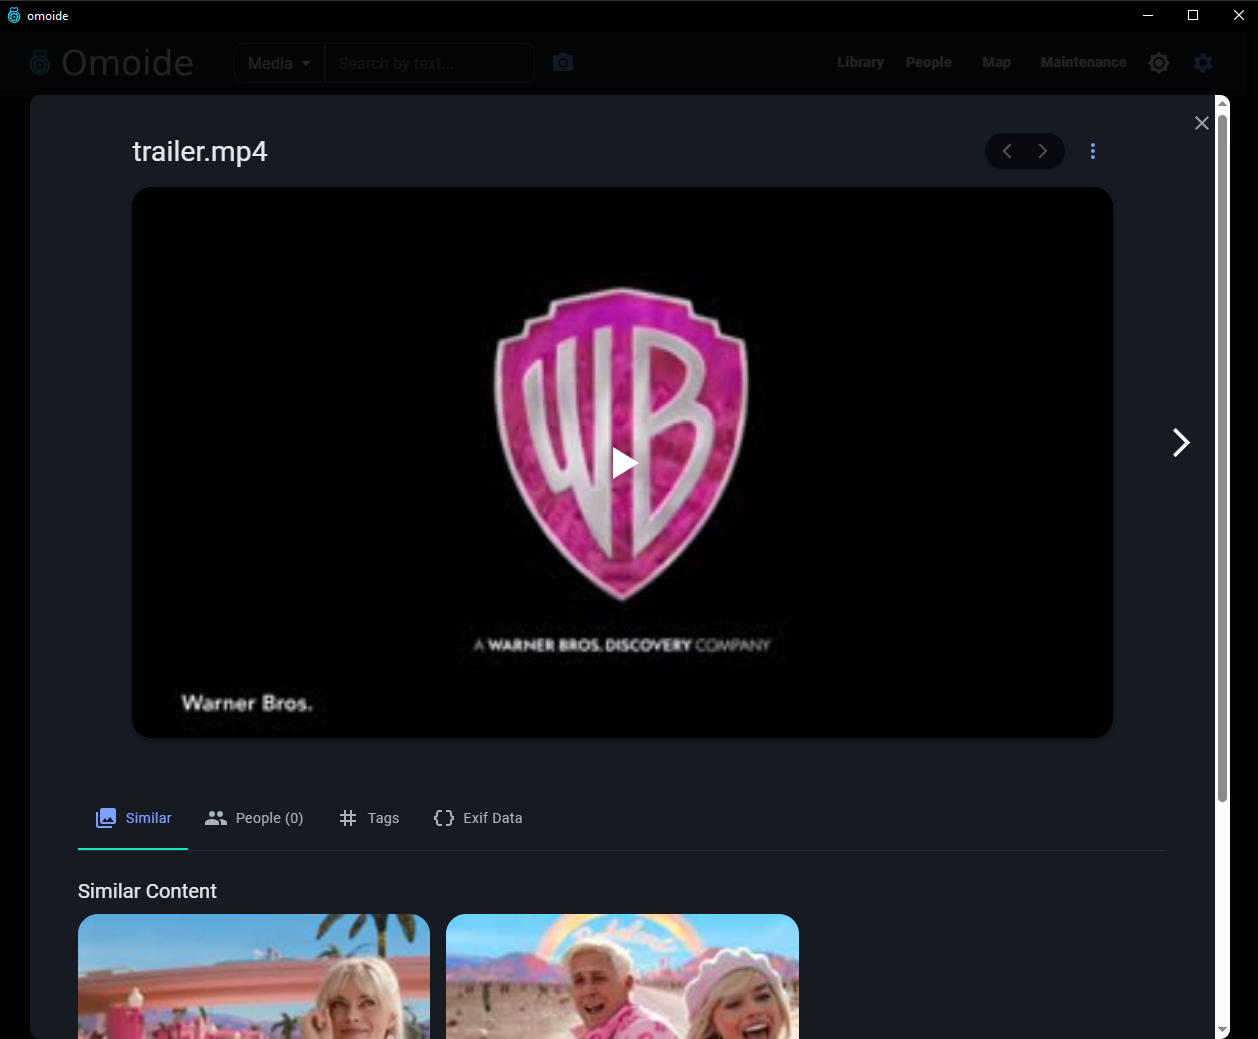 omoide
Omoide
Media
Search by text...
Library
People
Map
Maintenance
trailer.mp4
WB
A WARNER BROS. DISCOVERY COMPANY
Warner Bros.
Similar
People (0)
Tags
Exif Data
Similar Content